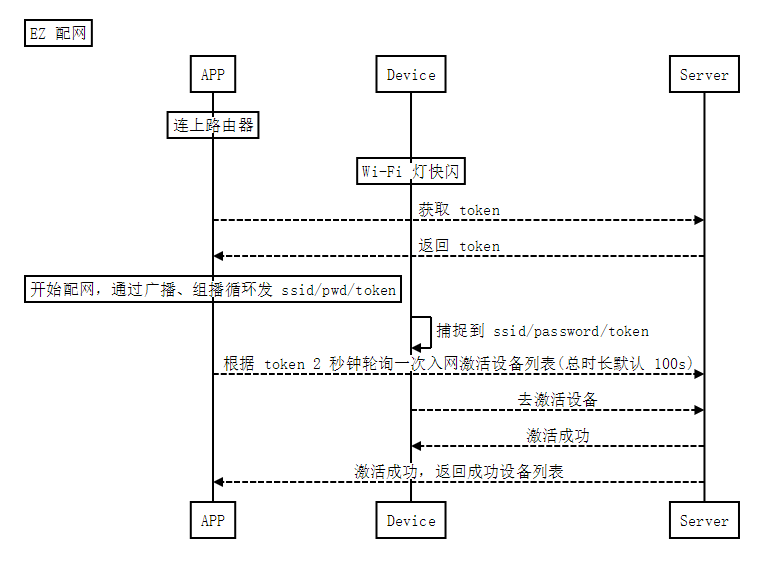 EZ 配网
APP
Device
Server
连上路由器
Wi-Fi 灯快闪
获取 token
返回 token
开始配网，通过广播、组播循环发 ssid/pwd/token
捕捉到 ssid/password/token
根据 token 2 秒钟轮询一次入网激活设备列表(总时长默认 100s)
去激活设备
激活成功
激活成功，返回成功设备列表
APP
Device
Server